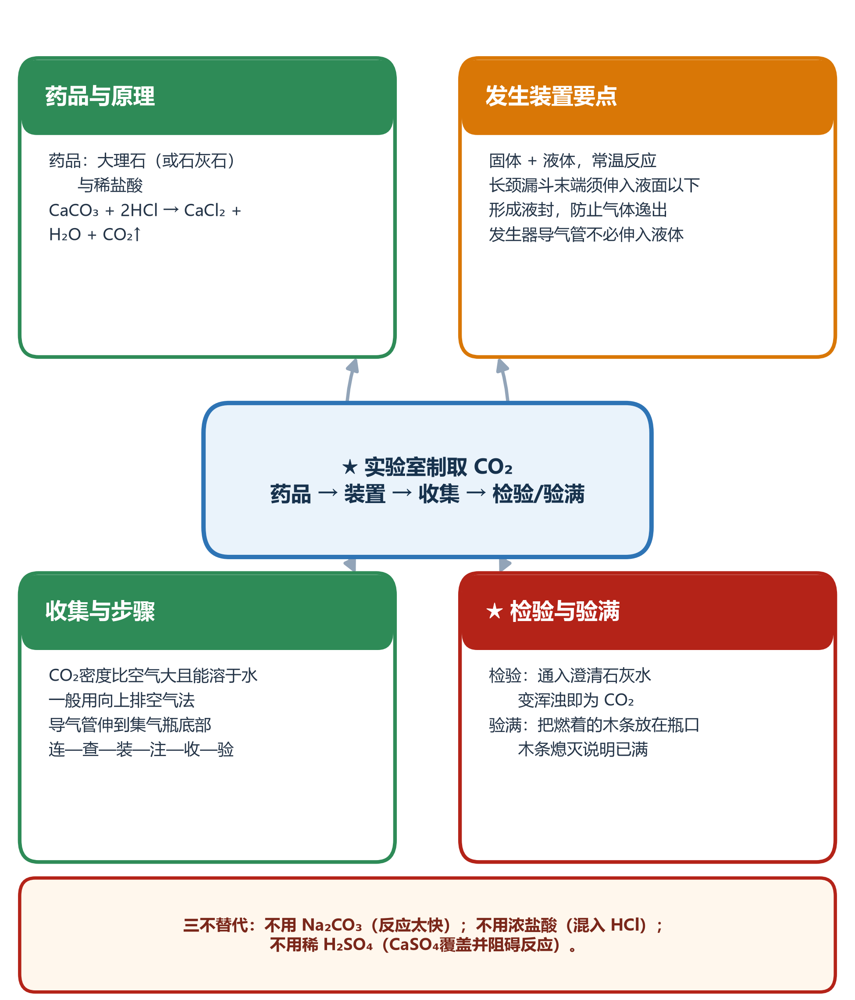 药品与原理
药品：大理石（或石灰石）
与稀盐酸
CaCO₃ + 2HCl → CaCl₂ +
H₂O + CO₂↑
发生装置要点
固体 + 液体，常温反应
长颈漏斗末端须伸入液面以下
形成液封，防止气体逸出
发生器导气管不必伸入液体
★ 实验室制取 CO₂
药品 → 装置 → 收集 → 检验/验满
收集与步骤
CO₂密度比空气大且能溶于水
一般用向上排空气法
导气管伸到集气瓶底部
连—查—装—注—收—验
★ 检验与验满
检验：通入澄清石灰水
变浑浊即为 CO₂
验满：把燃着的木条放在瓶口
木条熄灭说明已满
三不替代：不用 Na₂CO₃（反应太快）；不用浓盐酸（混入 HCl）；
不用稀 H₂SO₄（CaSO₄覆盖并阻碍反应）。